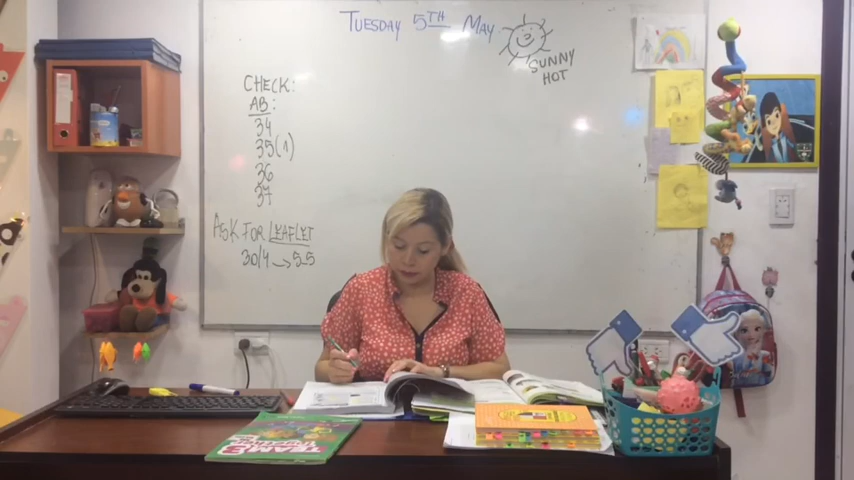 TUESDAY 5TH MAY
SUNNY
HOT
CHECK:
AB:
34
35(1)
36
37
ASK FOR LEAFLET
30/4 → 5-5
TEAM